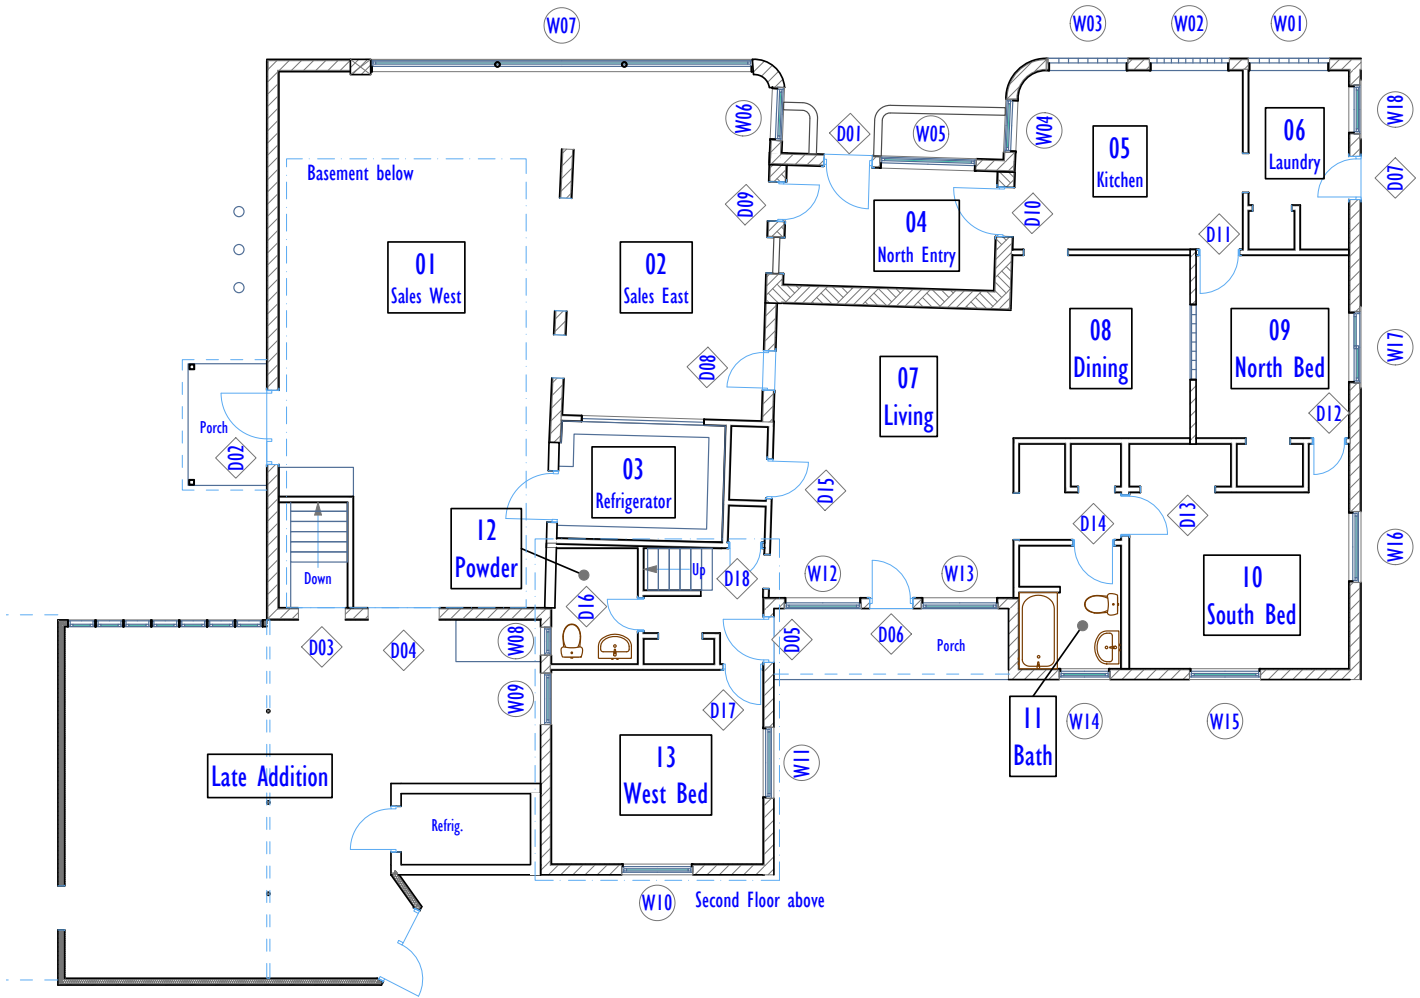 W07
W03
W02
W01
W06
D01
W05
W04
W18
05
Kitchen
06
Laundry
D07
Basement below
D09
04
North Entry
D10
D11
01
Sales West
02
Sales East
08
Dining
09
North Bed
W17
D08
07
Living
D12
Porch
D02
03
Refrigerator
D15
D13
D14
12
Powder
W16
Down
Up
D18
W12
W13
10
South Bed
D16
D03
D04
W08
D05
D06
Porch
W09
D17
11
Bath
W14
W15
Late Addition
13
West Bed
W11
Refrig.
W10
Second Floor above